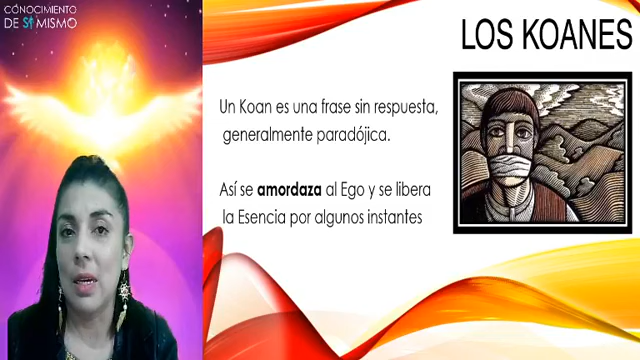 CONOCIMIENTO
DE SÍ MISMO
LOS KOANES
Un Koan es una frase sin respuesta,
generalmente paradójica.
Así se amordaza al Ego y se libera
la Esencia por algunos instantes